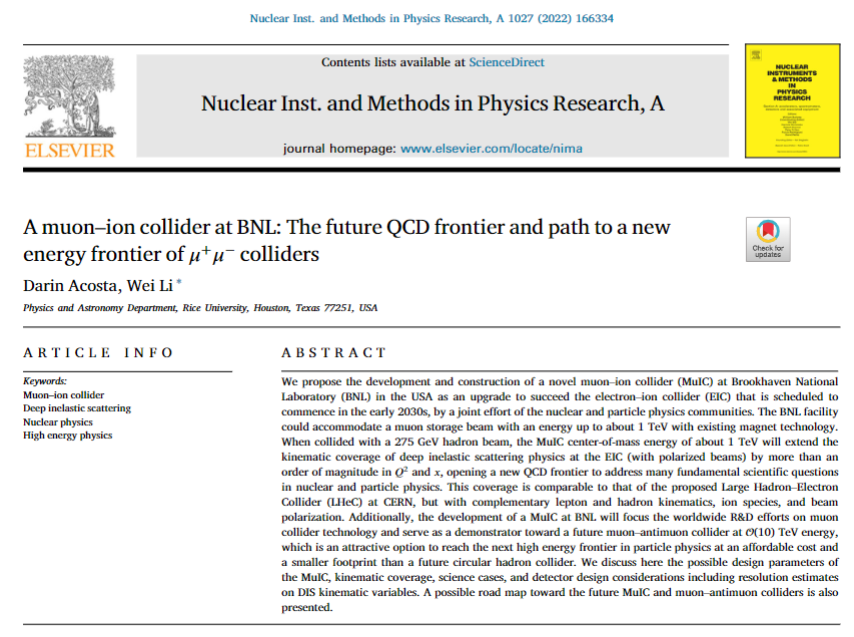 Nuclear Inst. and Methods in Physics Research, A 1027 (2022) 166334
Contents lists available at ScienceDirect
Nuclear Inst. and Methods in Physics Research, A
journal homepage: www.elsevier.com/locate/nima
ELSEVIER
NUCLEAR
INSTRUMENTS
& METHODS
IN
PHYSICS
RESEARCH
A muon–ion collider at BNL: The future QCD frontier and path to a new
energy frontier of μ⁺μ⁻ colliders
Check for
updates
Darin Acosta, Wei Li *
Physics and Astronomy Department, Rice University, Houston, Texas 77251, USA
ARTICLE INFO
Keywords:
Muon–ion collider
Deep inelastic scattering
Nuclear physics
High energy physics
ABSTRACT
We propose the development and construction of a novel muon–ion collider (MuIC) at Brookhaven National
Laboratory (BNL) in the USA as an upgrade to succeed the electron–ion collider (EIC) that is scheduled to
commence in the early 2030s, by a joint effort of the nuclear and particle physics communities. The BNL facility
could accommodate a muon storage beam with an energy up to about 1 TeV with existing magnet technology.
When collided with a 275 GeV hadron beam, the MuIC center-of-mass energy of about 1 TeV will extend the
kinematic coverage of deep inelastic scattering physics at the EIC (with polarized beams) by more than an
order of magnitude in Q² and x, opening a new QCD frontier to address many fundamental scientific questions
in nuclear and particle physics. This coverage is comparable to that of the proposed Large Hadron–Electron
Collider (LHeC) at CERN, but with complementary lepton and hadron kinematics, ion species, and beam
polarization. Additionally, the development of a MuIC at BNL will focus the worldwide R&D efforts on muon
collider technology and serve as a demonstrator toward a future muon–antimuon collider at 𝒪(10) TeV energy,
which is an attractive option to reach the next high energy frontier in particle physics at an affordable cost and
a smaller footprint than a future circular hadron collider. We discuss here the possible design parameters of
the MuIC, kinematic coverage, science cases, and detector design considerations including resolution estimates
on DIS kinematic variables. A possible road map toward the future MuIC and muon–antimuon colliders is also
presented.